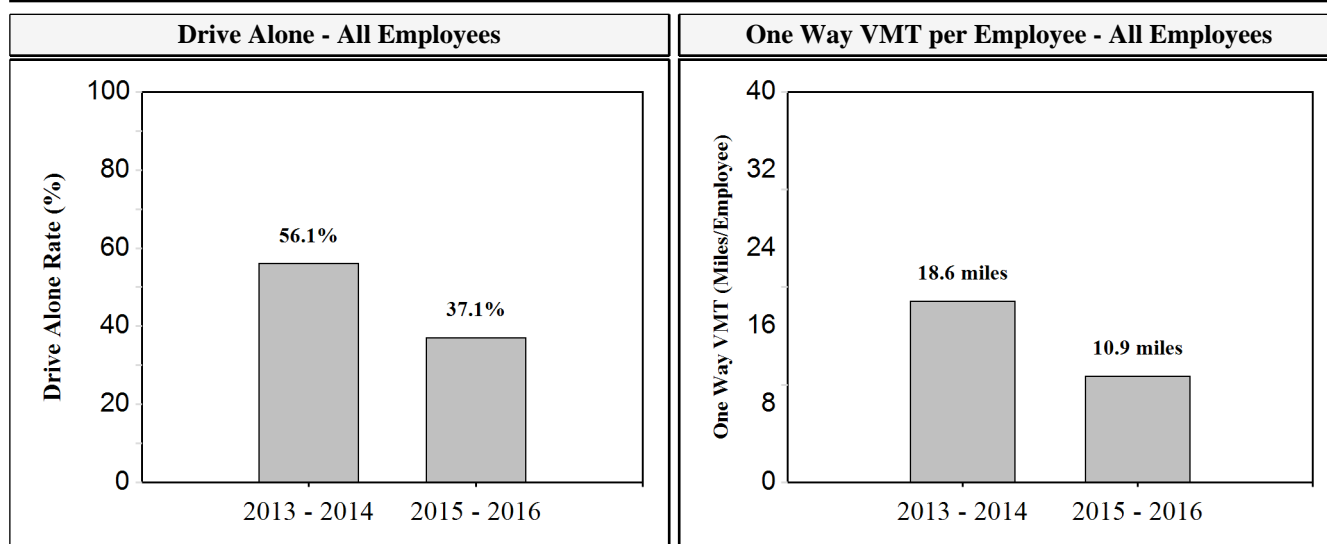 Drive Alone - All Employees
One Way VMT per Employee - All Employees
Drive Alone Rate (%)
100
80
60
40
20
0
56.1%
37.1%
2013 - 2014
2015 - 2016
One Way VMT (Miles/Employee)
40
32
24
16
8
0
18.6 miles
10.9 miles
2013 - 2014
2015 - 2016